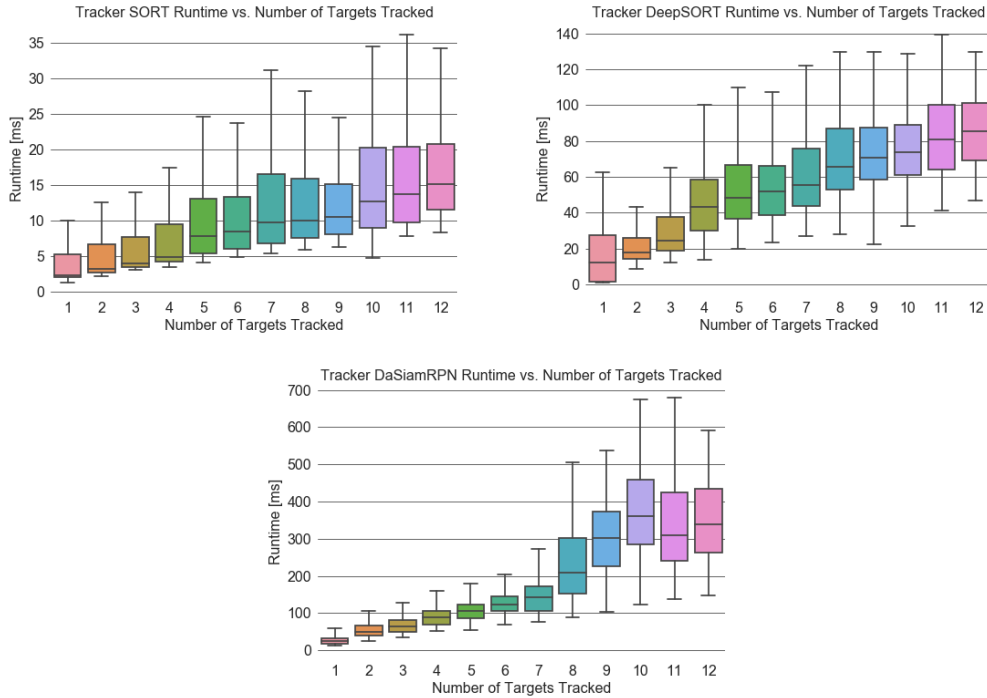 Tracker SORT Runtime vs. Number of Targets Tracked
Runtime [ms]
35
30
25
20
15
10
5
0
1 2 3 4 5 6 7 8 9 10 11 12
Number of Targets Tracked
Tracker DeepSORT Runtime vs. Number of Targets Tracked
Runtime [ms]
140
120
100
80
60
40
20
0
1 2 3 4 5 6 7 8 9 10 11 12
Number of Targets Tracked
Tracker DaSiamRPN Runtime vs. Number of Targets Tracked
Runtime [ms]
700
600
500
400
300
200
100
0
1 2 3 4 5 6 7 8 9 10 11 12
Number of Targets Tracked